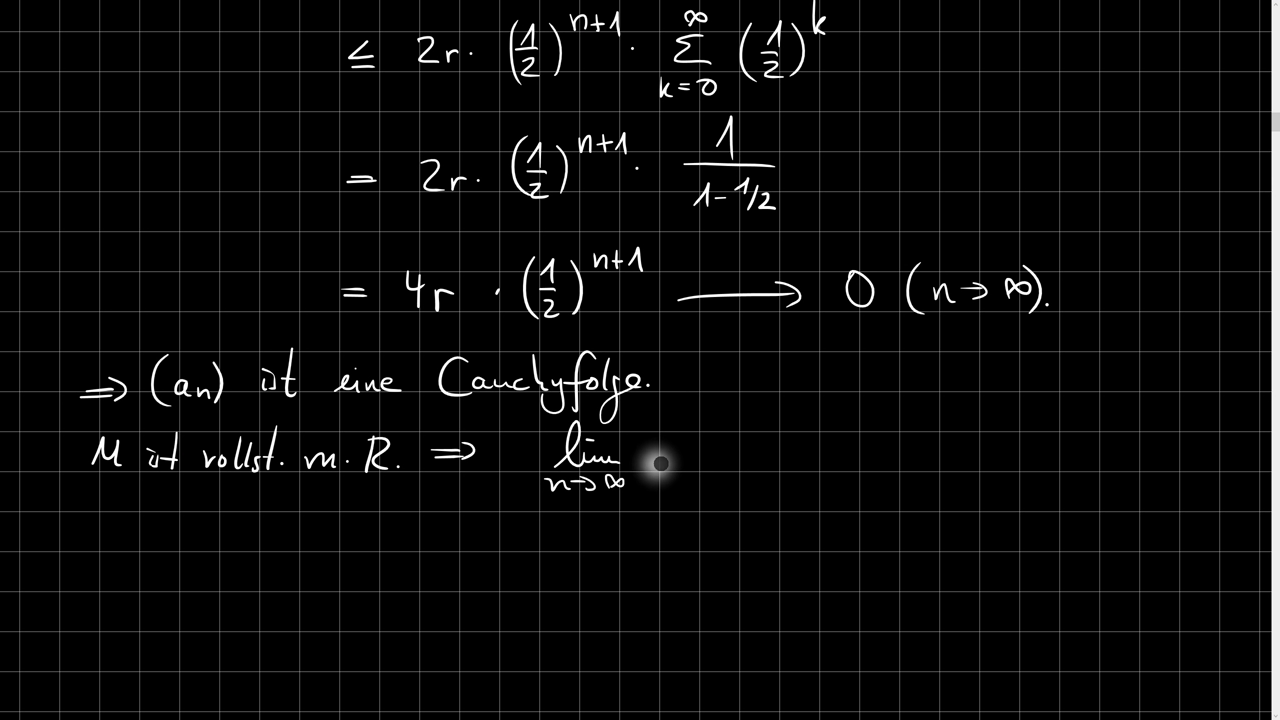 ≤ 2r · (1/2)^{n+1} · ∑_{k=0}^{∞} (1/2)^k
= 2r · (1/2)^{n+1} · 1/(1-1/2)
= 4r · (1/2)^{n+1} ⟶ 0 (n→∞).
⇒ (a_n) ist eine Cauchyfolge.
M ist vollst. m. R. ⇒ lim_{n→∞}